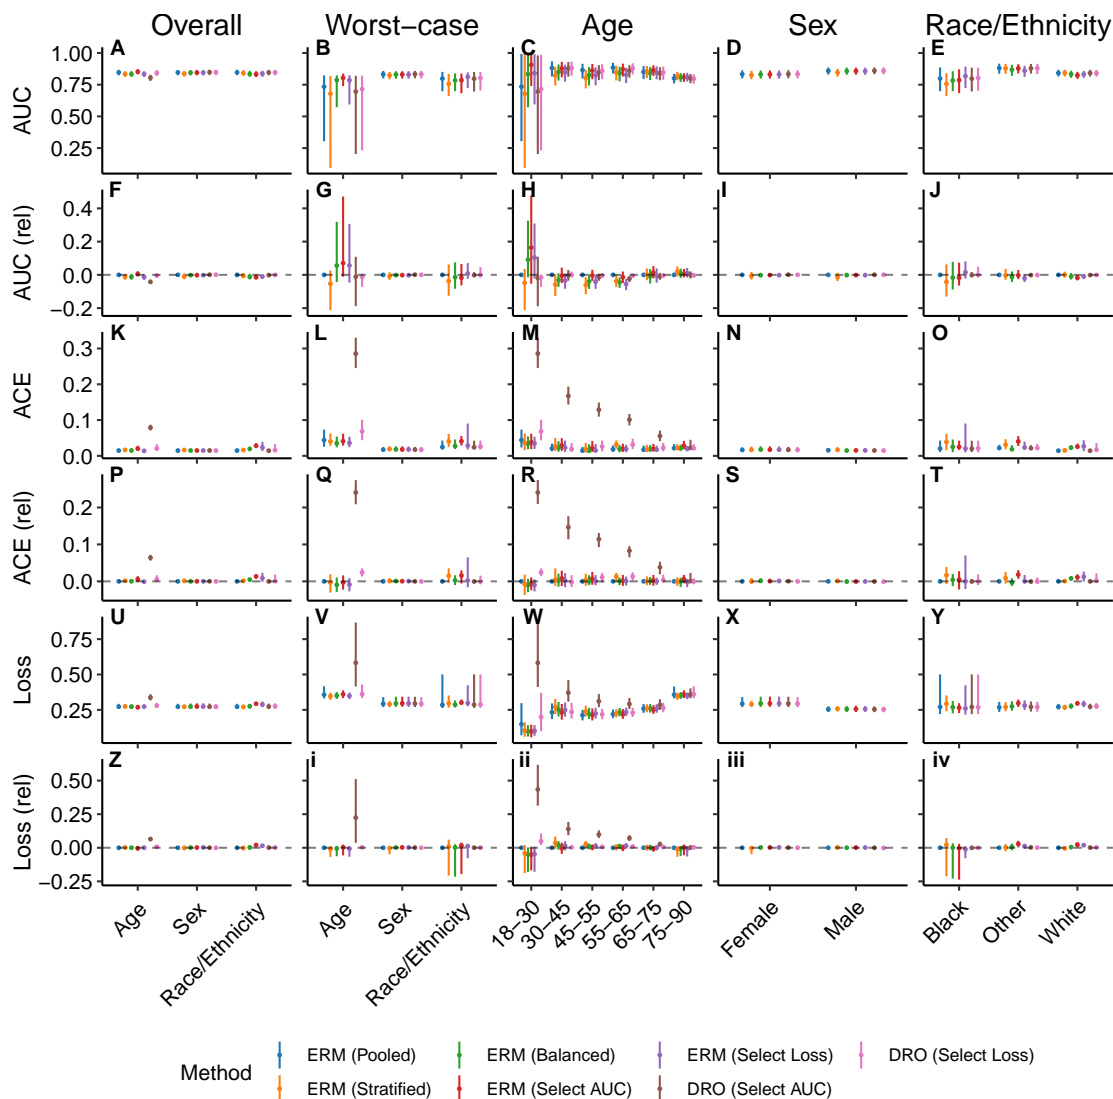 Overall Worst−case Age Sex Race/Ethnicity
A B C D E
AUC
1.00
0.75
0.50
0.25
F G H I J
AUC (rel)
0.4
0.2
0.0
−0.2
K L M N O
ACE
0.3
0.2
0.1
0.0
P Q R S T
ACE (rel)
0.2
0.1
0.0
U V W X Y
Loss
0.75
0.50
0.25
Z i ii iii iv
Loss (rel)
0.50
0.25
0.00
−0.25
Age Sex Race/Ethnicity Age Sex Race/Ethnicity 18−30 30−45 45−55 55−65 65−75 75−90 Female Male Black Other White
Method
ERM (Pooled) ERM (Balanced) ERM (Select Loss) DRO (Select Loss)
ERM (Stratified) ERM (Select AUC) DRO (Select AUC)